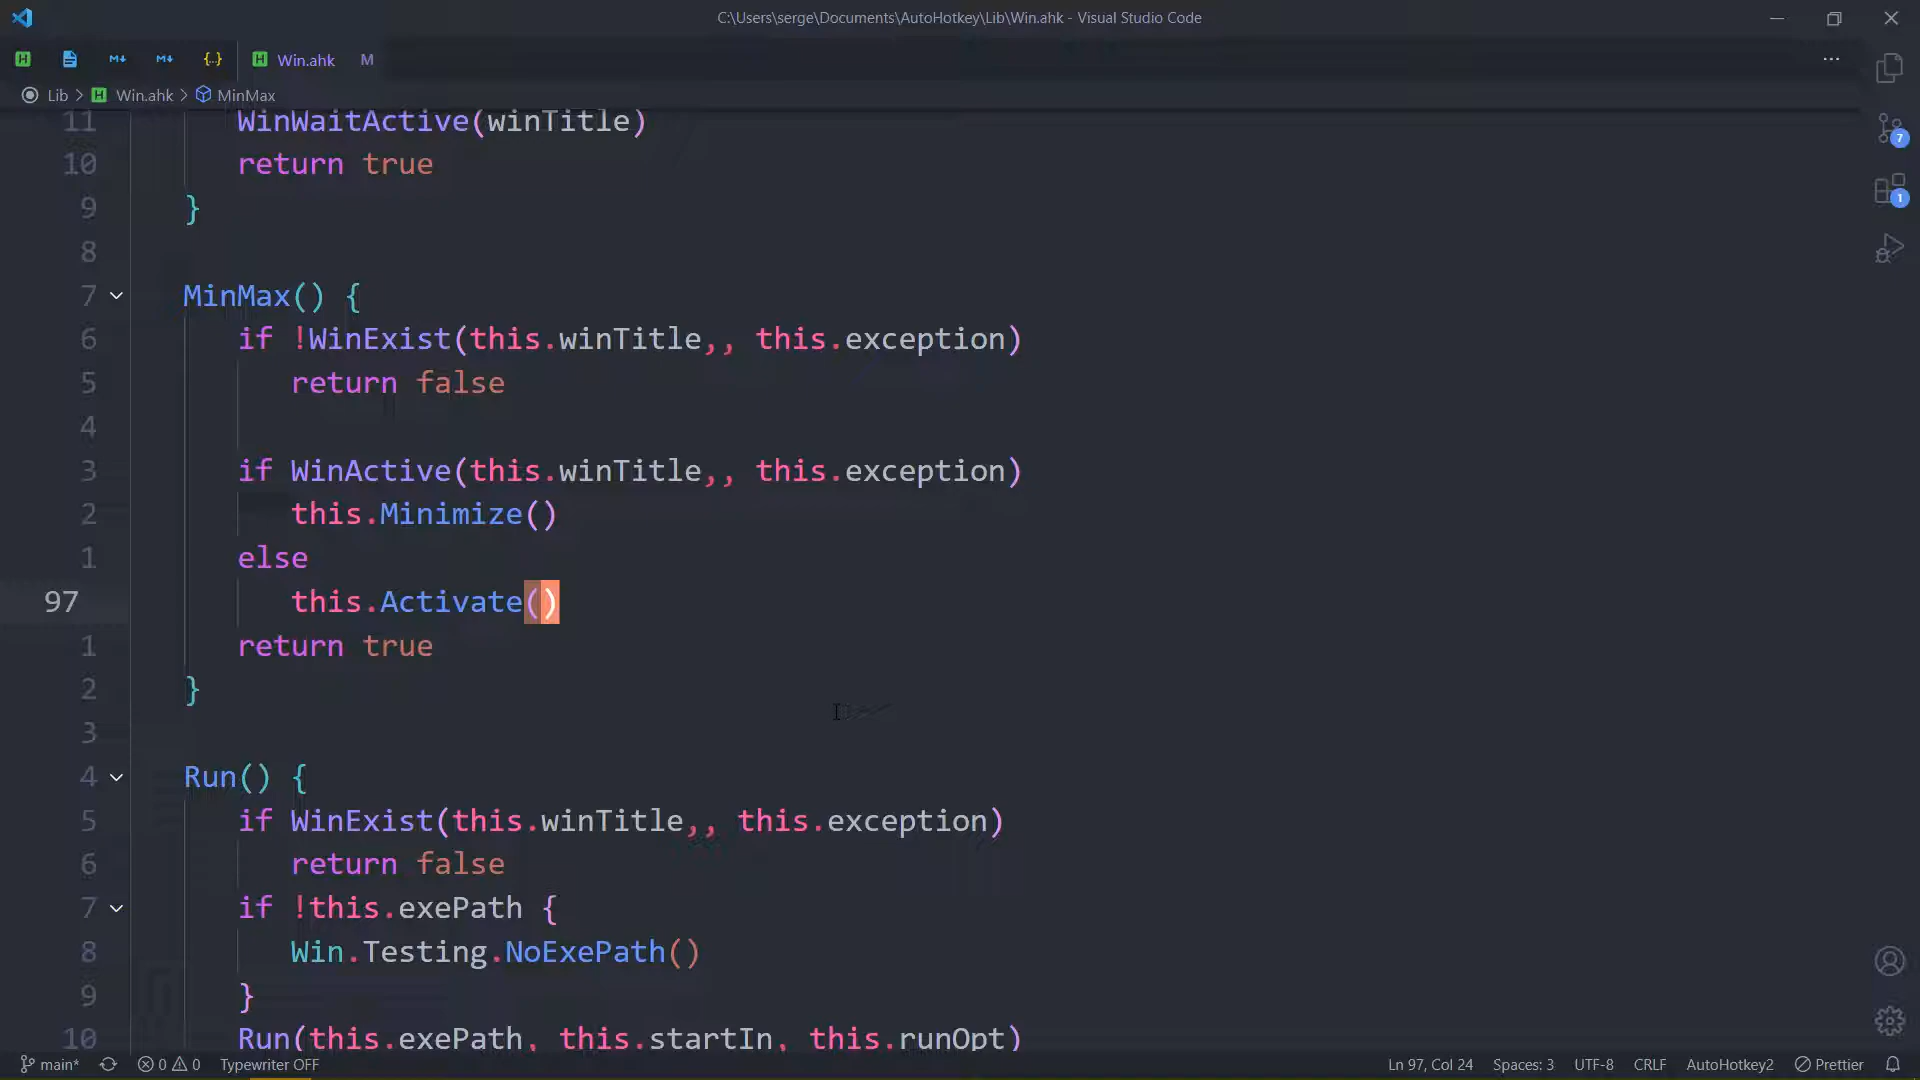 C:\Users\serge\Documents\AutoHotkey\Lib\Win.ahk - Visual Studio Code
Win.ahk M
Lib > Win.ahk > MinMax
11 WinWaitActive(winTitle)
10 return true
9 }
8
7 MinMax() {
6 if !WinExist(this.winTitle,, this.exception)
5 return false
4
3 if WinActive(this.winTitle,, this.exception)
2 this.Minimize()
1 else
97 this.Activate()
1 return true
2 }
3
4 Run() {
5 if WinExist(this.winTitle,, this.exception)
6 return false
7 if !this.exePath {
8 Win.Testing.NoExePath()
9 }
10 Run(this.exePath, this.startIn, this.runOpt)
7
1
main* 0 0 Typewriter OFF Ln 97, Col 24 Spaces: 3 UTF-8 CRLF AutoHotkey2 Prettier